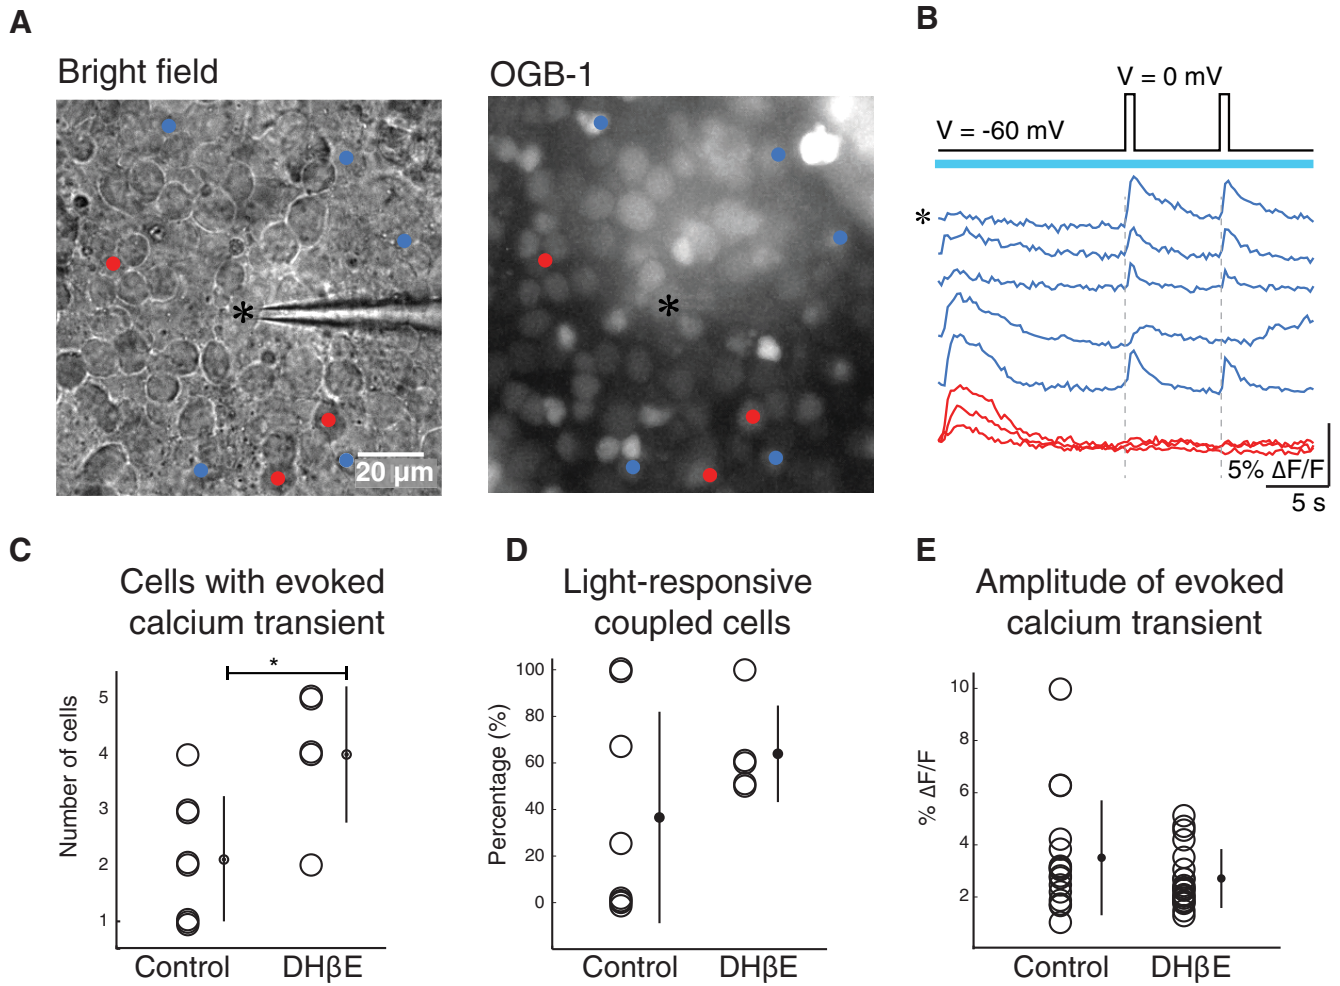 A
Bright field
OGB-1
*
*
20 µm
B
V = 0 mV
V = -60 mV
*
5% ΔF/F
5 s
C
Cells with evoked
calcium transient
*
Number of cells
5
4
3
2
1
Control
DHβE
D
Light-responsive
coupled cells
Percentage (%)
100
80
60
40
20
0
Control
DHβE
E
Amplitude of evoked
calcium transient
% ΔF/F
10
8
6
4
2
Control
DHβE